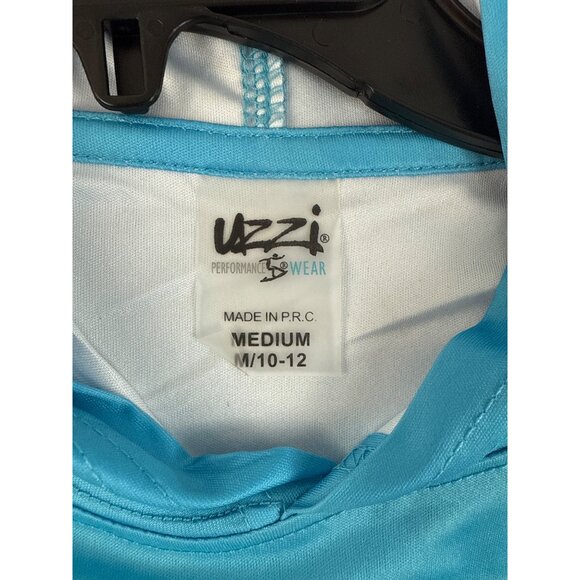 uzzi®
PERFORMANCE ® WEAR
MADE IN P.R.C.
MEDIUM
M/10-12